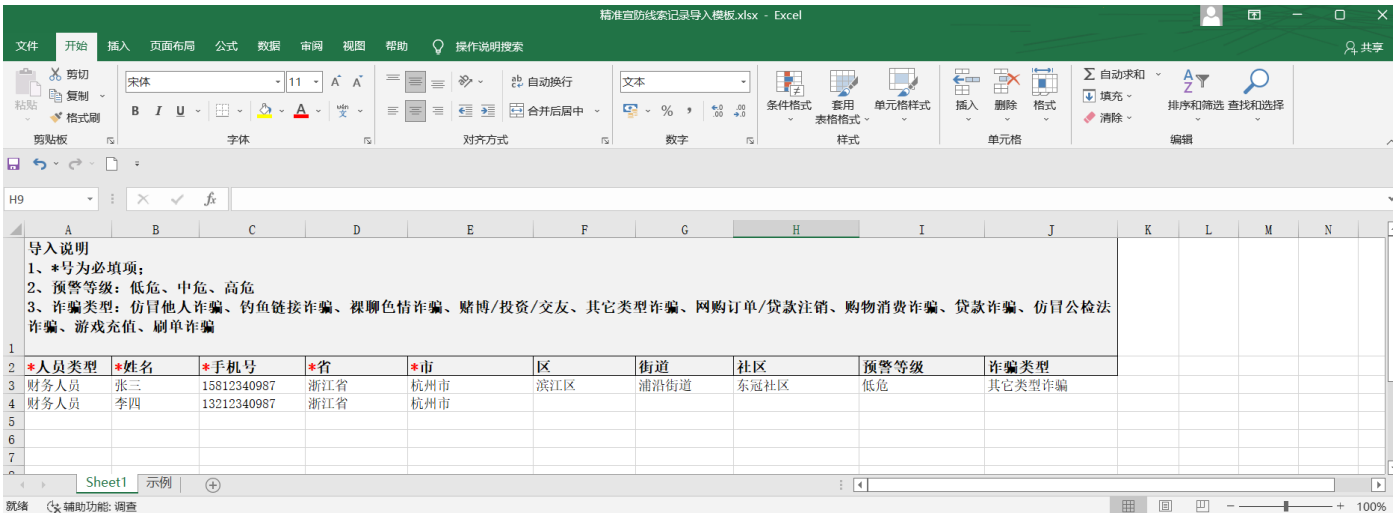 精准宣防线索记录导入模板.xlsx - Excel
文件 开始 插入 页面布局 公式 数据 审阅 视图 帮助 操作说明搜索 共享
粘贴 剪切 复制 格式刷
宋体 11 A A
B I U A wén 文
ab 自动换行
合并后居中
文本
% , .00
条件格式 套用表格格式 单元格样式
插入 删除 格式
Σ 自动求和
填充
清除
排序和筛选 查找和选择
剪贴板 字体 对齐方式 数字 样式 单元格 编辑
H9 fx
A B C D E F G H I J K L M N
导入说明
1、*号为必填项;
2、预警等级:低危、中危、高危
3、诈骗类型:仿冒他人诈骗、钓鱼链接诈骗、裸聊色情诈骗、赌博/投资/交友、其它类型诈骗、网购订单/贷款注销、购物消费诈骗、贷款诈骗、仿冒公检法
诈骗、游戏充值、刷单诈骗
1
2 *人员类型 *姓名 *手机号 *省 *市 区 街道 社区 预警等级 诈骗类型
3 财务人员 张三 15812340987 浙江省 杭州市 滨江区 浦沿街道 东冠社区 低危 其它类型诈骗
4 财务人员 李四 13212340987 浙江省 杭州市
5
6
7
Sheet1 示例
就绪 辅助功能: 调查 100%